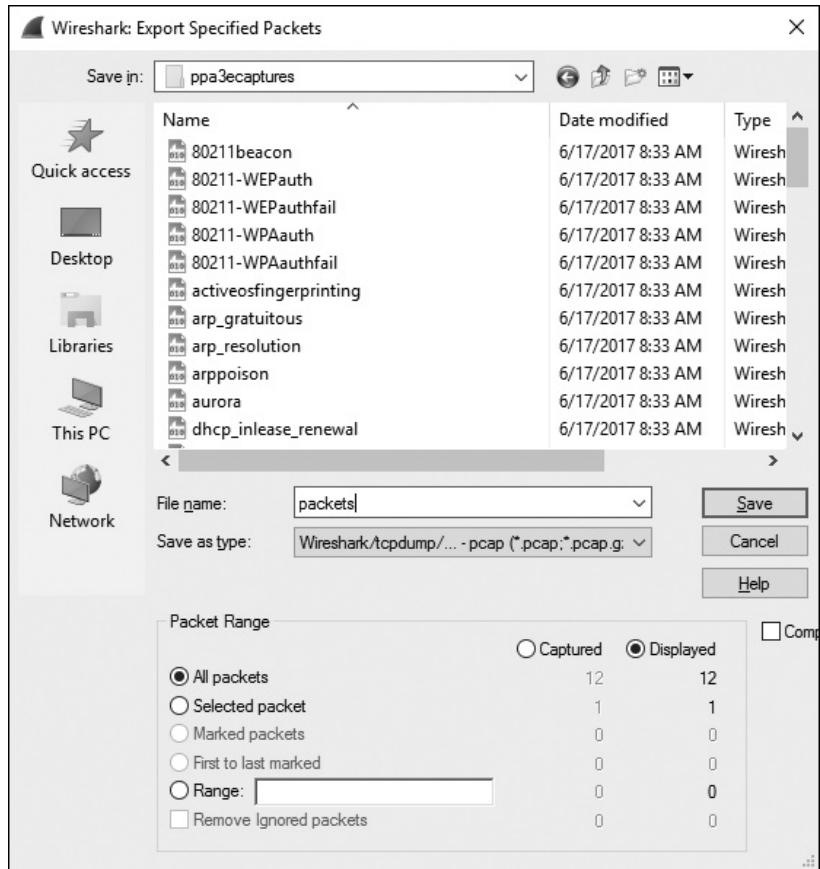 Wireshark: Export Specified Packets
Save in: ppa3ecaptures
Name Date modified Type
80211beacon 6/17/2017 8:33 AM Wiresh
80211-WEPauth 6/17/2017 8:33 AM Wiresh
80211-WEPauthfail 6/17/2017 8:33 AM Wiresh
80211-WPAauth 6/17/2017 8:33 AM Wiresh
80211-WPAauthfail 6/17/2017 8:33 AM Wiresh
activeosfingerprinting 6/17/2017 8:33 AM Wiresh
arp_gratuitous 6/17/2017 8:33 AM Wiresh
arp_resolution 6/17/2017 8:33 AM Wiresh
arppoison 6/17/2017 8:33 AM Wiresh
aurora 6/17/2017 8:33 AM Wiresh
dhcp_inlease_renewal 6/17/2017 8:33 AM Wiresh
Quick access
Desktop
Libraries
This PC
Network
File name: packets Save
Save as type: Wireshark/tcpdump/... - pcap (*.pcap;*.pcap.g: Cancel
Help
Packet Range
Comp
Captured Displayed
All packets 12 12
Selected packet 1 1
Marked packets 0 0
First to last marked 0 0
Range: 0 0
Remove Ignored packets 0 0